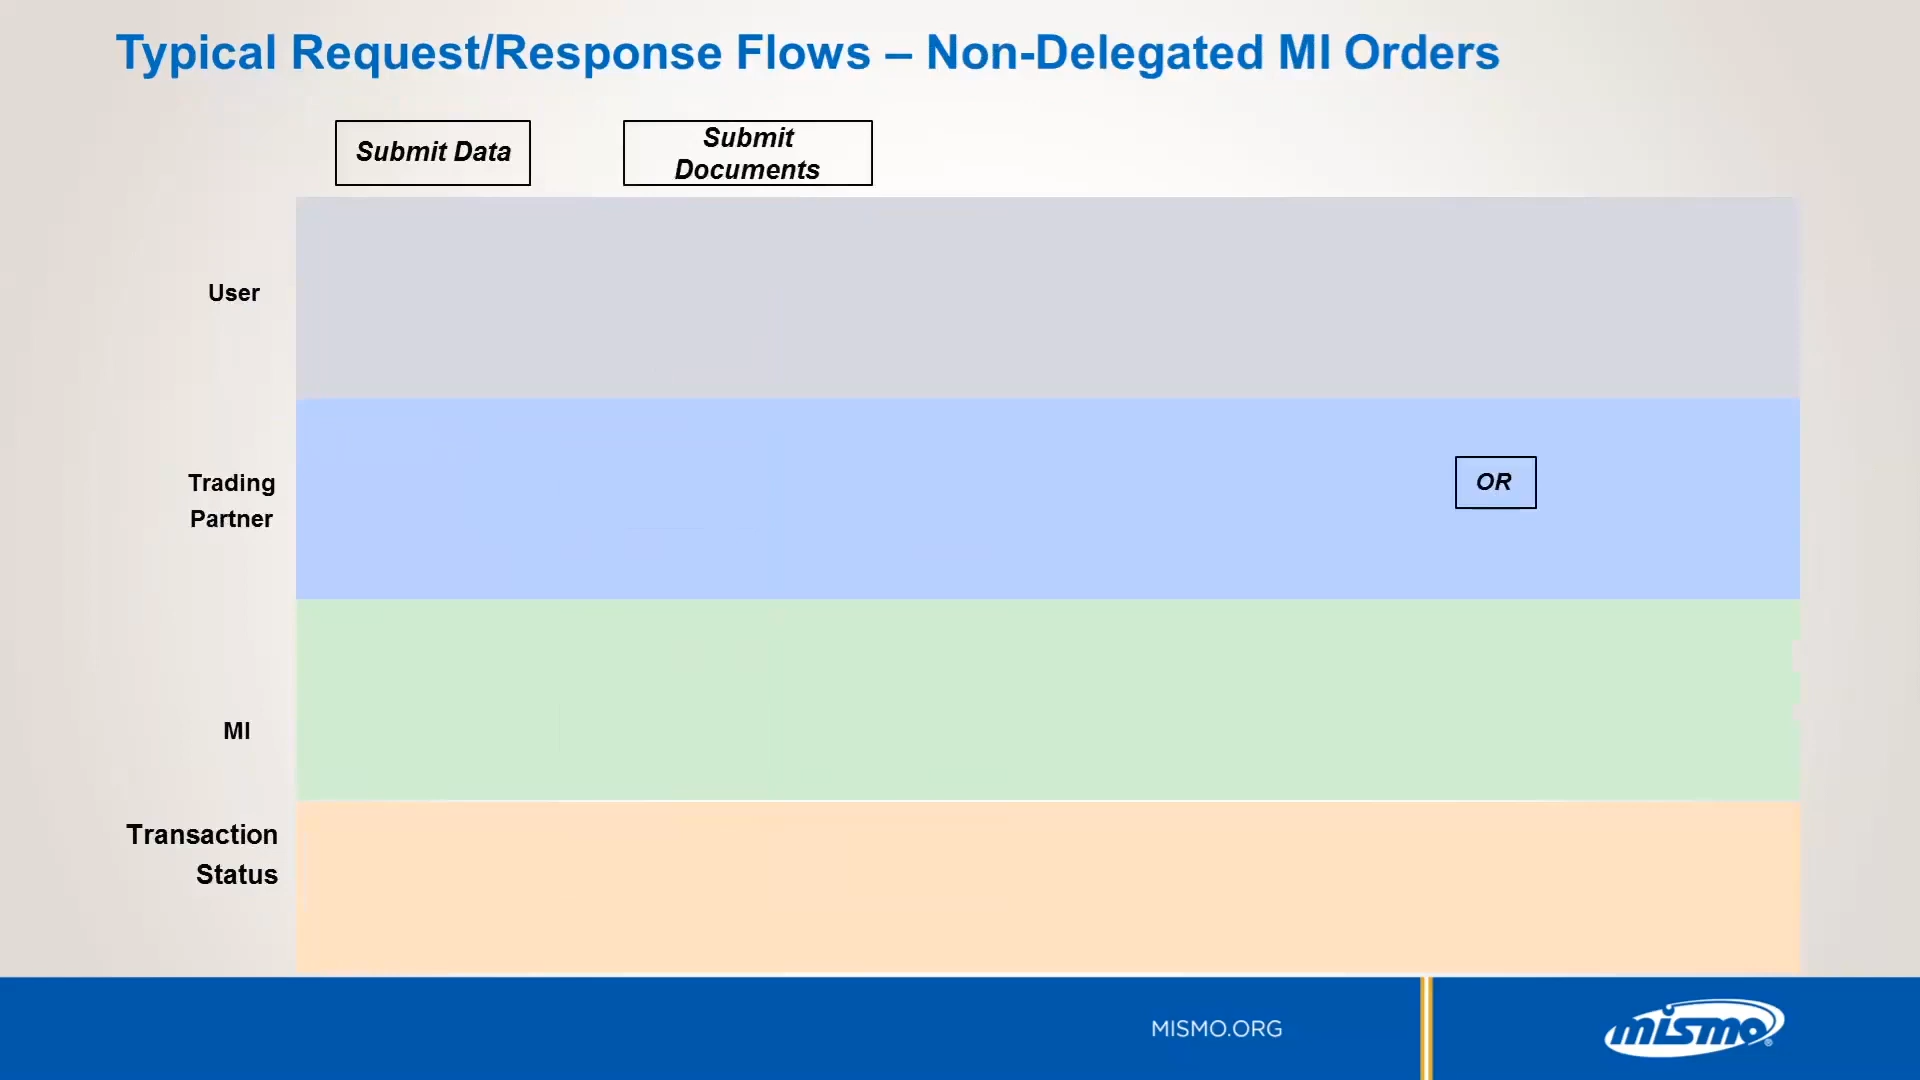 Typical Request/Response Flows – Non-Delegated MI Orders
Submit Data
Submit
Documents
User
Trading
Partner
OR
MI
Transaction
Status
MISMO.ORG
mismo®